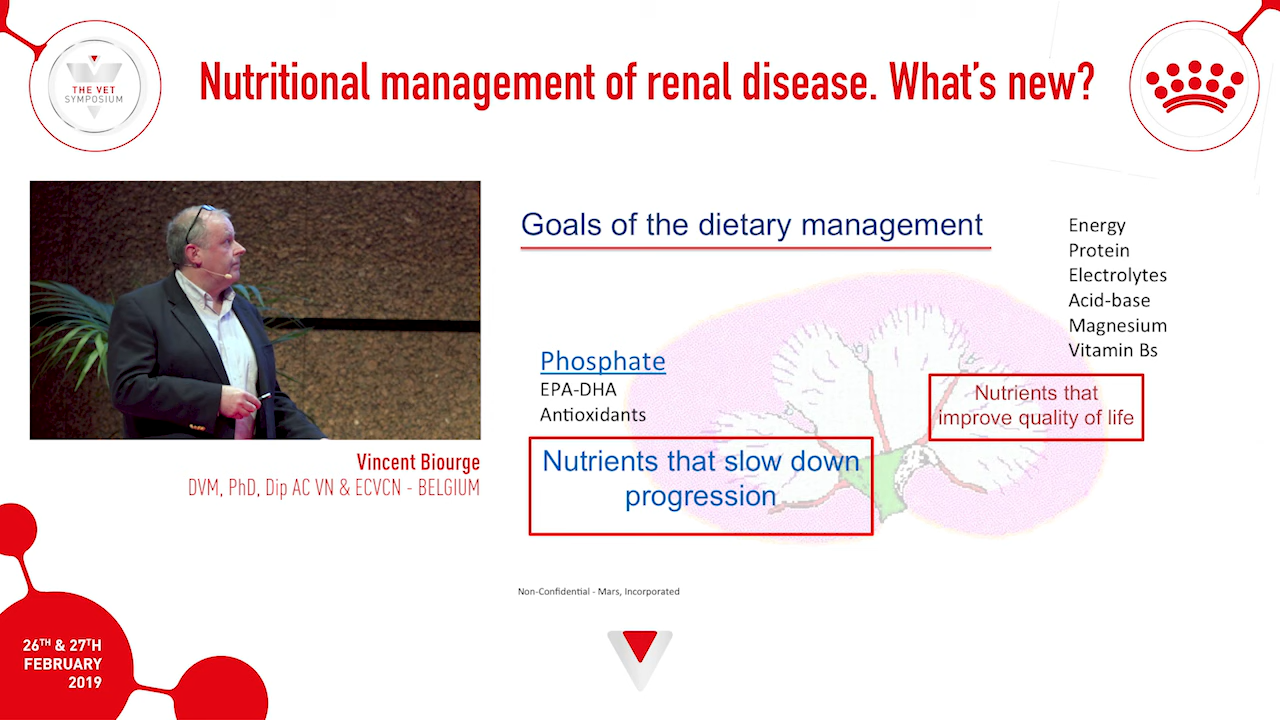 THE VET
SYMPOSIUM
Nutritional management of renal disease. What's new?
Vincent Biourge
DVM, PhD, Dip AC VN & ECVCN - BELGIUM
Goals of the dietary management
Energy
Protein
Electrolytes
Acid-base
Magnesium
Vitamin Bs
Phosphate
EPA-DHA
Antioxidants
Nutrients that
improve quality of life
Nutrients that slow down
progression
Non-Confidential - Mars, Incorporated
26TH & 27TH
FEBRUARY
2019